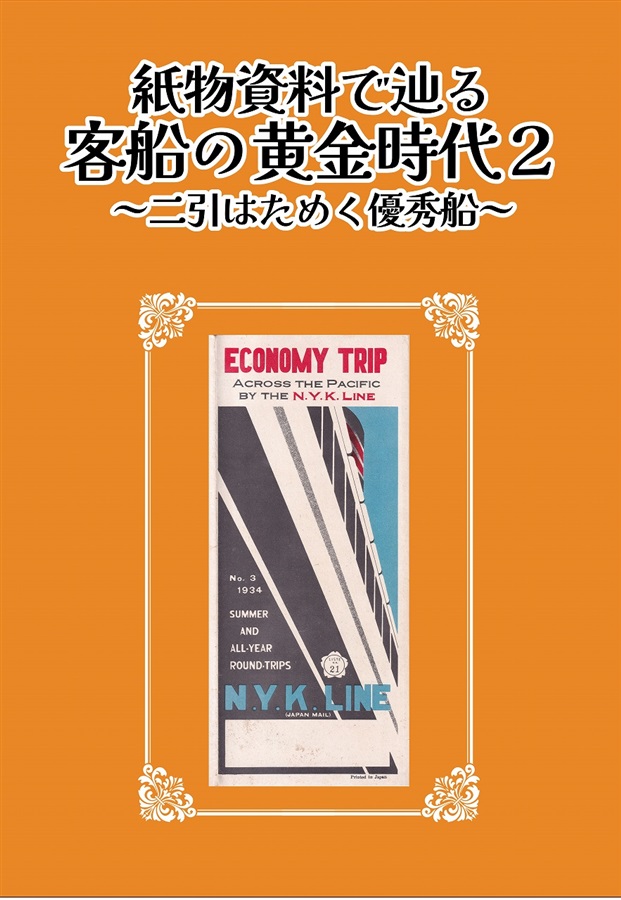 紙物資料で辿る
客船の黄金時代2
～二引はためく優秀船～
ECONOMY TRIP
ACROSS THE PACIFIC
BY THE N.Y.K. LINE
No. 3
1934
SUMMER
AND
ALL-YEAR
ROUND-TRIPS
21
N.Y.K. LINE
(JAPAN MAIL)
Printed in Japan